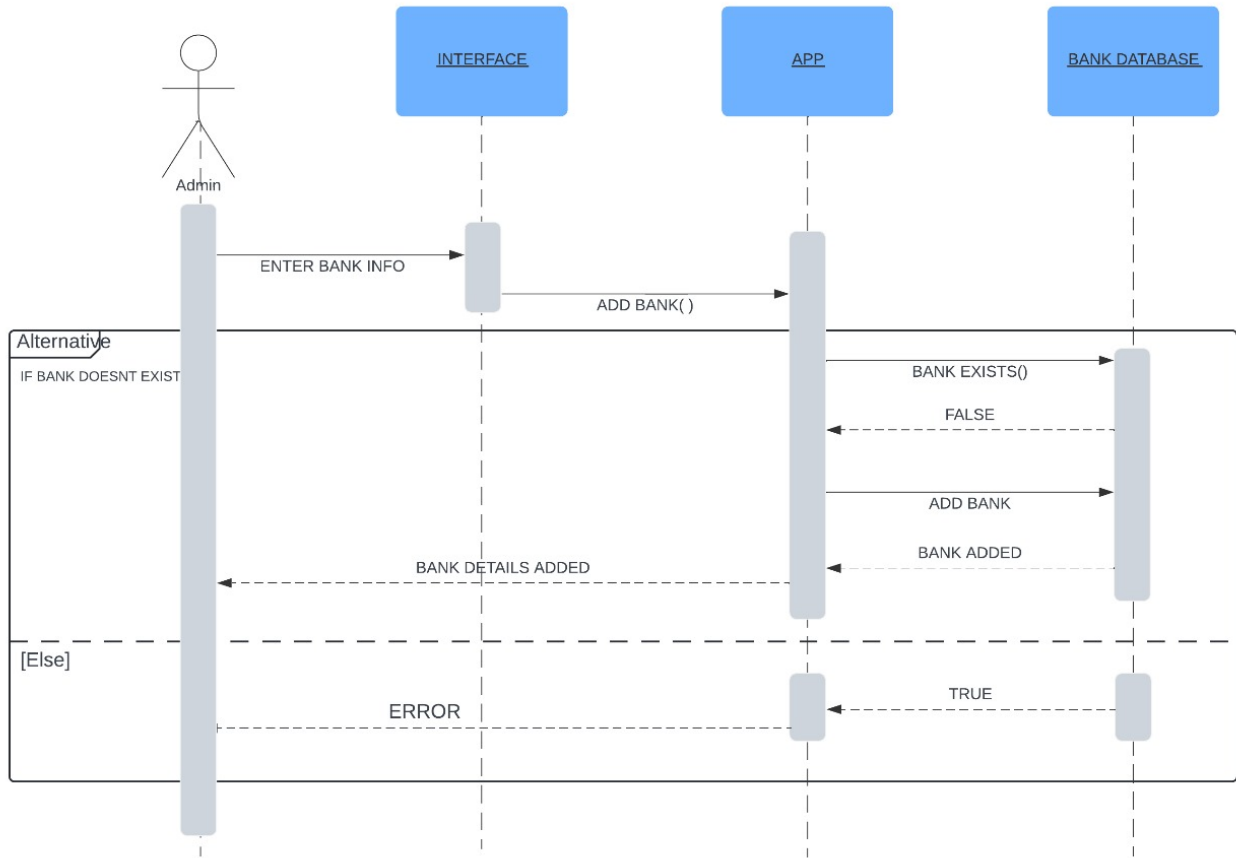 INTERFACE
APP
BANK DATABASE
Admin
ENTER BANK INFO
ADD BANK( )
Alternative
IF BANK DOESNT EXIST
BANK EXISTS()
FALSE
ADD BANK
BANK ADDED
BANK DETAILS ADDED
[Else]
TRUE
ERROR